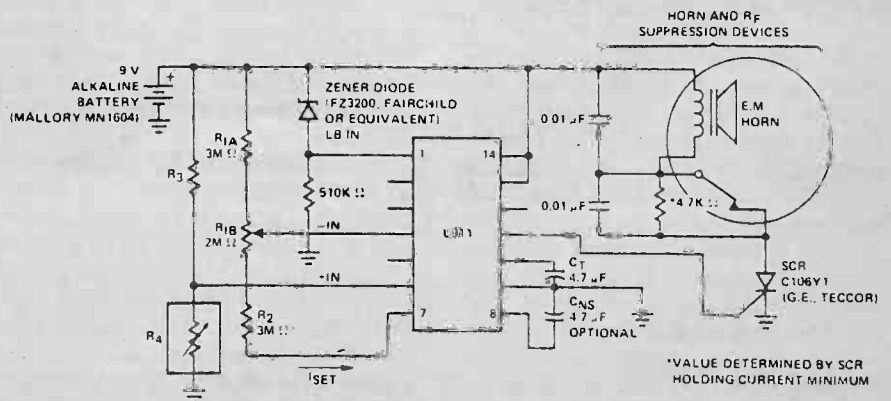 HORN AND RF
SUPPRESSION DEVICES
9 V
ALKALINE
BATTERY
(MALLORY MN1604)
+
ZENER DIODE
(FZ3200, FAIRCHILD
OR EQUIVALENT)
LB IN
R1A
3M Ω
R3
510K Ω
R1B
2M Ω
−IN
+IN
R2
3M Ω
R4
ISET
1
14
7
8
0.01 µF
0.01 µF
E.M
HORN
*4.7K Ω
CT
4.7 µF
CNS
4.7 µF
OPTIONAL
SCR
C106Y1
(G.E., TECCOR)
*VALUE DETERMINED BY SCR
HOLDING CURRENT MINIMUM